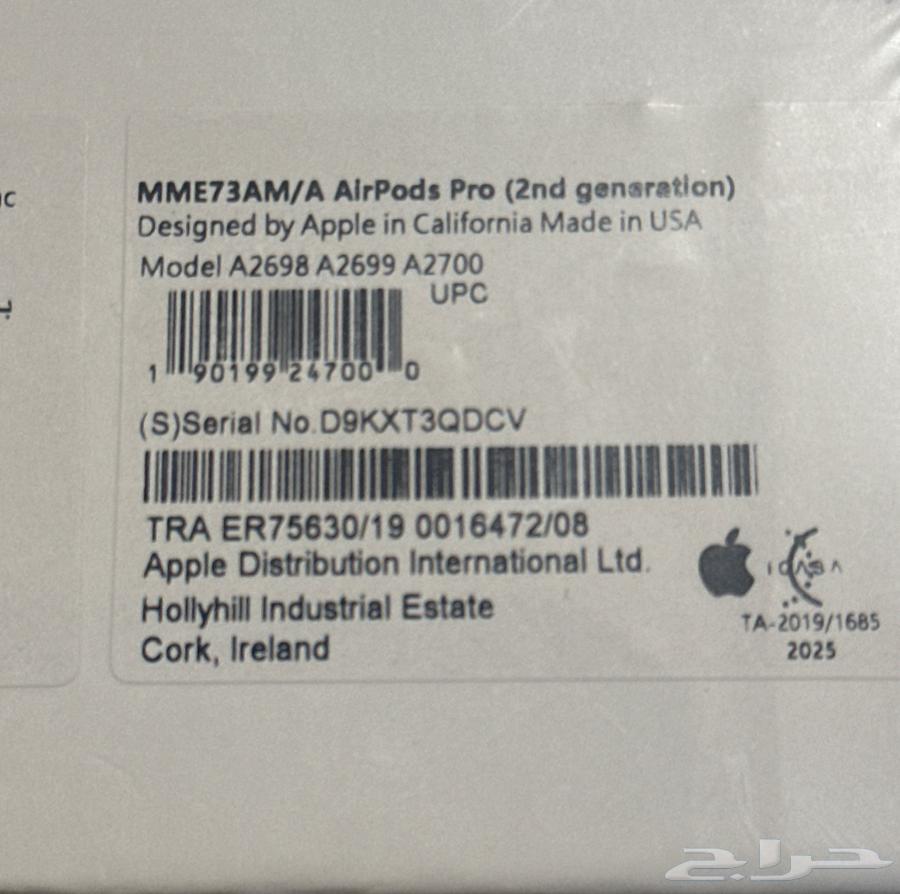 MME73AM/A AirPods Pro (2nd genaration)
Designed by Apple in California Made in USA
Model A2698 A2699 A2700
UPC
1 90199 24700 0
(S)Serial No.D9KXT3QDCV
TRA ER75630/19 0016472/08
Apple Distribution International Ltd.
Hollyhill Industrial Estate
Cork, Ireland
TA-2019/1685
2025
حراج